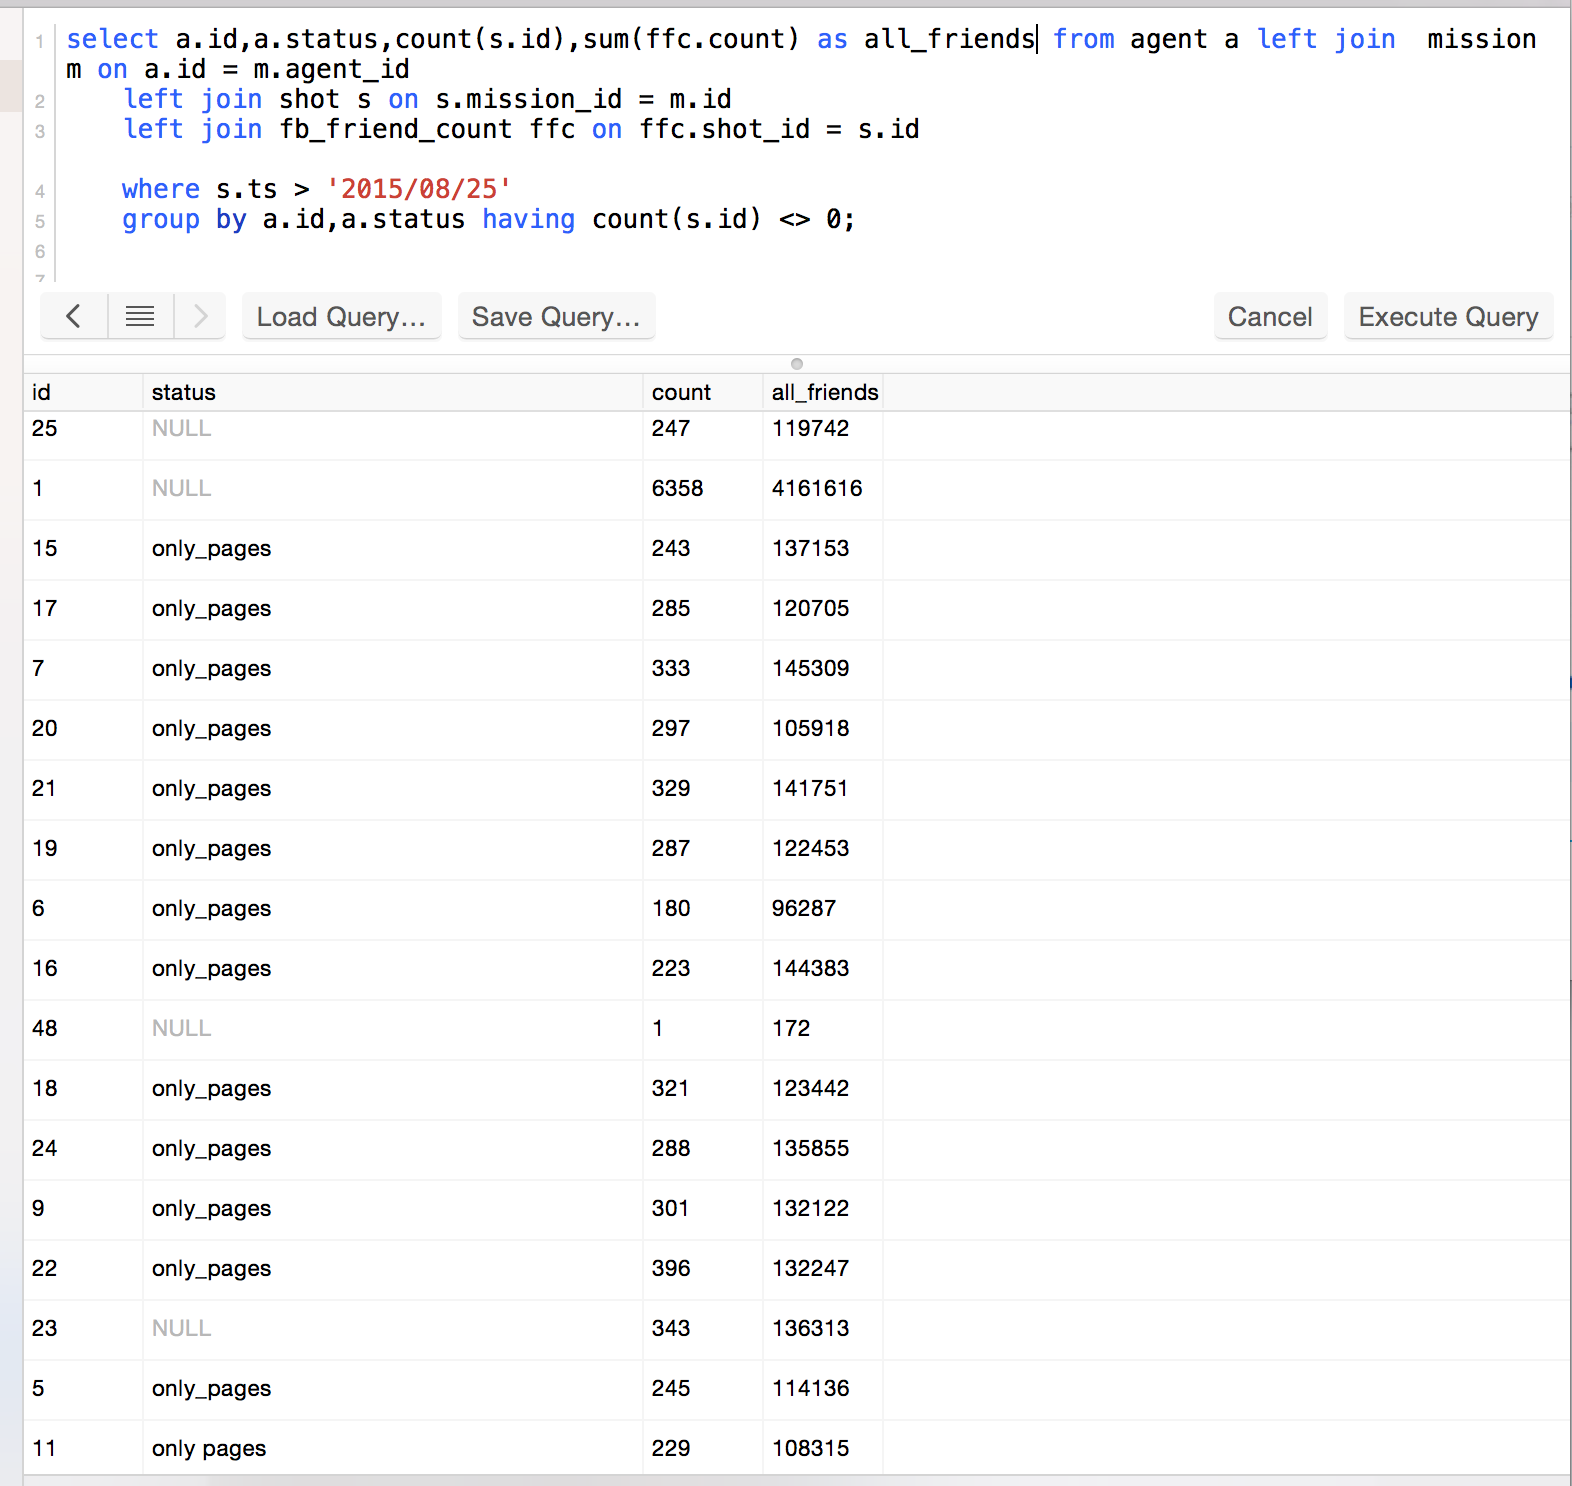 1 select a.id,a.status,count(s.id),sum(ffc.count) as all_friends from agent a left join  mission
m on a.id = m.agent_id
2 left join shot s on s.mission_id = m.id
3 left join fb_friend_count ffc on ffc.shot_id = s.id
4 where s.ts > '2015/08/25'
5 group by a.id,a.status having count(s.id) <> 0;
6
7
Load Query... Save Query... Cancel Execute Query
id status count all_friends
25 NULL 247 119742
1 NULL 6358 4161616
15 only_pages 243 137153
17 only_pages 285 120705
7 only_pages 333 145309
20 only_pages 297 105918
21 only_pages 329 141751
19 only_pages 287 122453
6 only_pages 180 96287
16 only_pages 223 144383
48 NULL 1 172
18 only_pages 321 123442
24 only_pages 288 135855
9 only_pages 301 132122
22 only_pages 396 132247
23 NULL 343 136313
5 only_pages 245 114136
11 only pages 229 108315